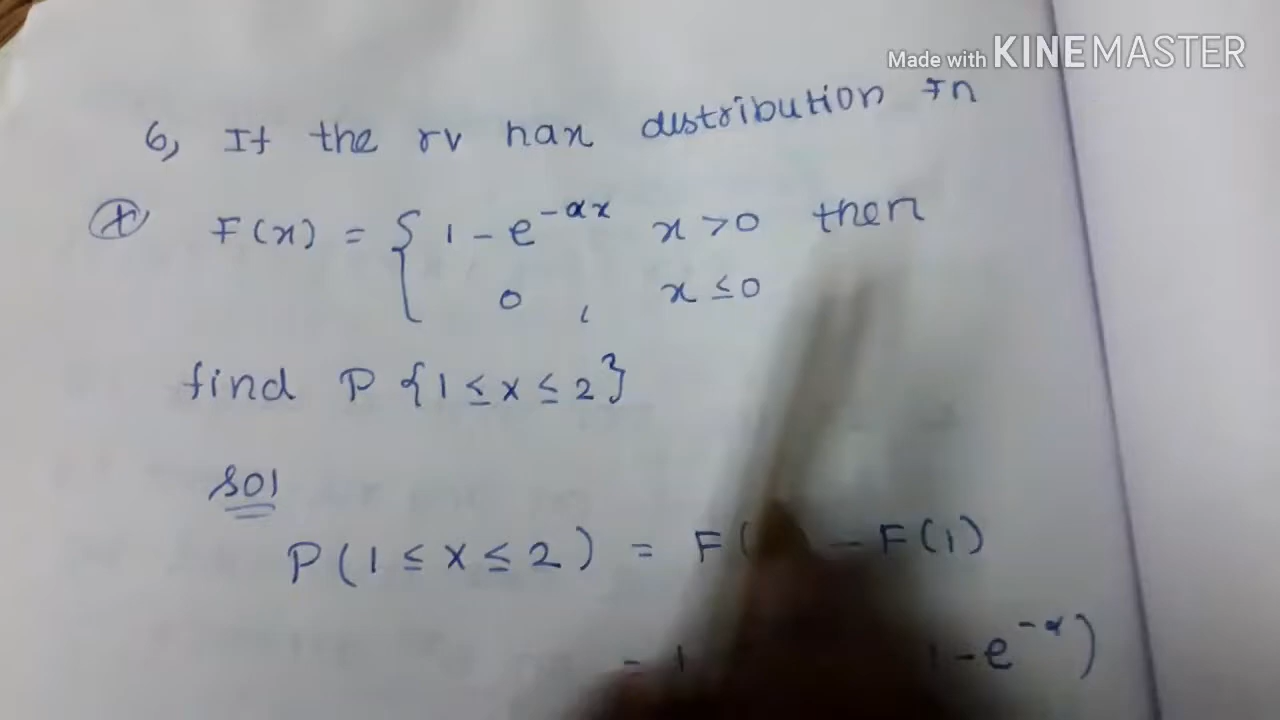 Made with KINEMASTER
6, If the rv has distribution Fn
F(x) = { 1 - e^{-αx} x > 0 then
0 , x ≤ 0
find P {1 ≤ x ≤ 2}
sol
P(1 ≤ x ≤ 2) = F( - F(1)
= 1 1 - e^{-α})